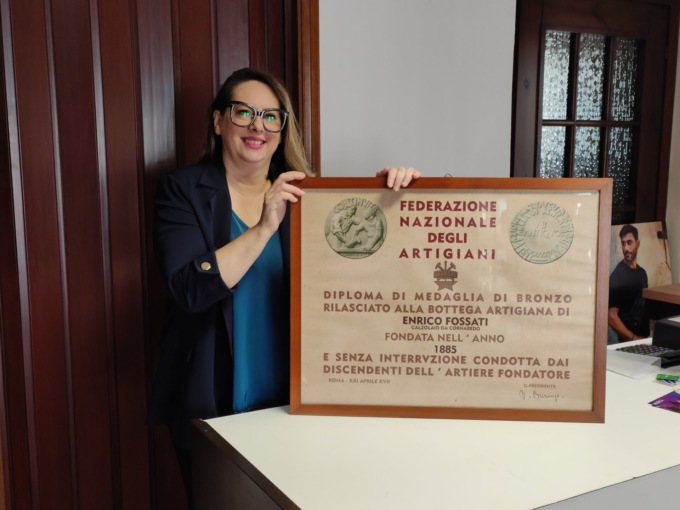 FEDERAZIONE
NAZIONALE
DEGLI
ARTIGIANI
DIPLOMA DI MEDAGLIA DI BRONZO
RILASCIATO ALLA BOTTEGA ARTIGIANA DI
ENRICO FOSSATI
CALZOLAIO DA CORNAREDO
FONDATA NELL' ANNO
1885
E SENZA INTERRVZIONE CONDOTTA DAI
DISCENDENTI DELL' ARTIERE FONDATORE
ROMA - XXI APRILE XVII
IL PRESIDENTE